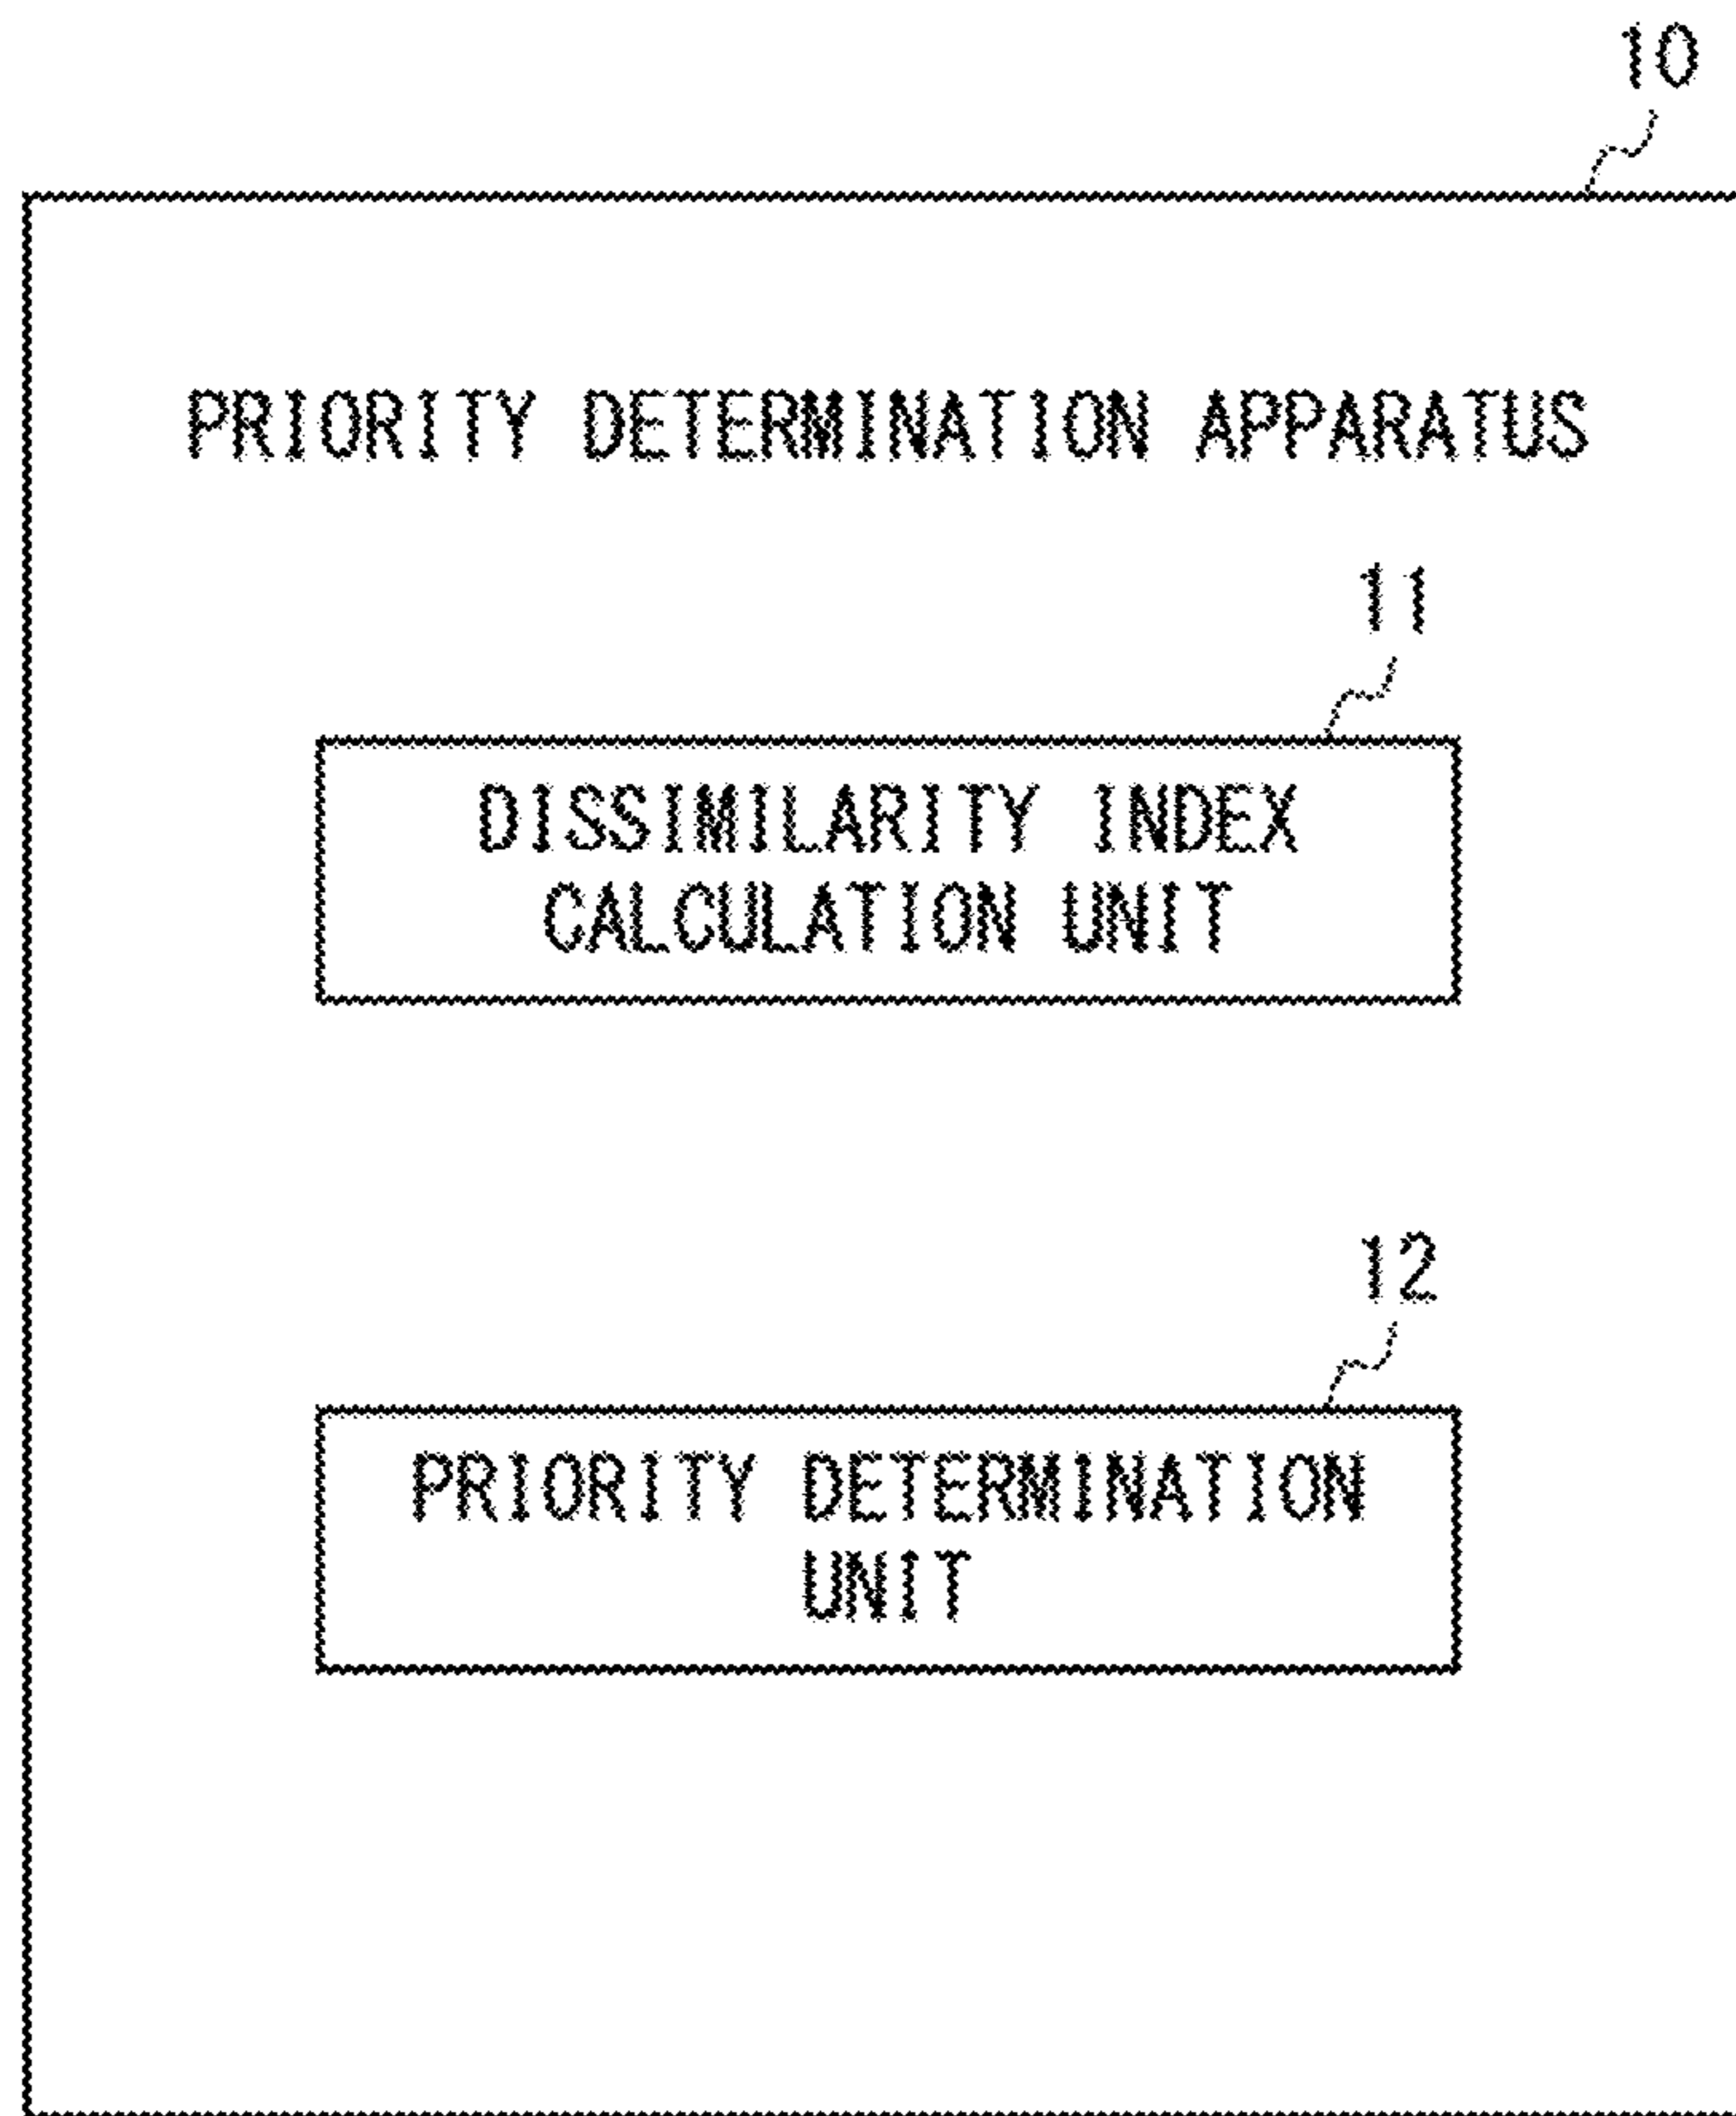 10
PRIORITY DETERMINATION APPARATUS
11
DISSIMILARITY INDEX
CALCULATION UNIT
12
PRIORITY DETERMINATION
UNIT